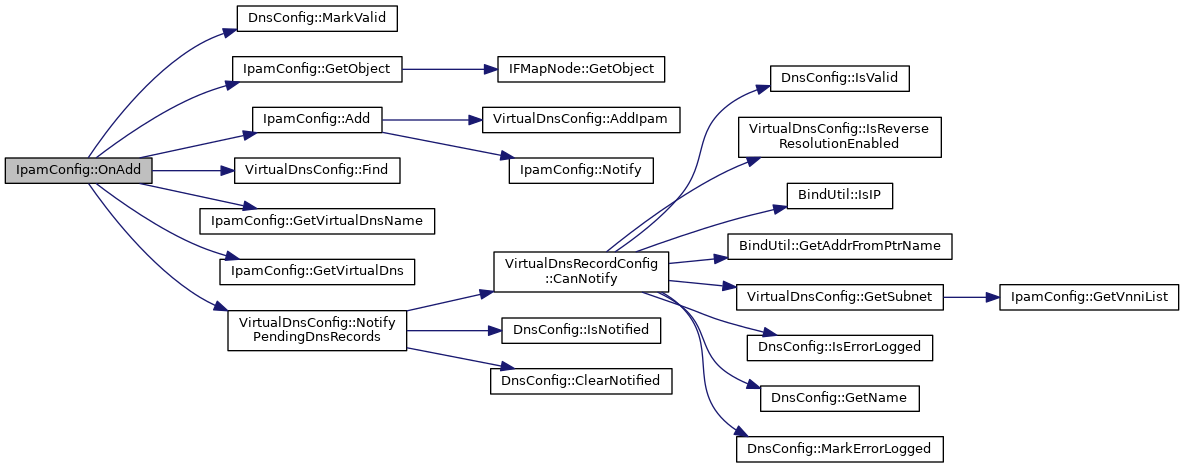 IpamConfig::OnAdd
DnsConfig::MarkValid
IpamConfig::GetObject
IFMapNode::GetObject
IpamConfig::Add
VirtualDnsConfig::AddIpam
IpamConfig::Notify
VirtualDnsConfig::Find
IpamConfig::GetVirtualDnsName
IpamConfig::GetVirtualDns
VirtualDnsConfig::Notify
PendingDnsRecords
VirtualDnsRecordConfig
::CanNotify
DnsConfig::IsNotified
DnsConfig::ClearNotified
DnsConfig::IsValid
VirtualDnsConfig::IsReverse
ResolutionEnabled
BindUtil::IsIP
BindUtil::GetAddrFromPtrName
VirtualDnsConfig::GetSubnet
IpamConfig::GetVnniList
DnsConfig::IsErrorLogged
DnsConfig::GetName
DnsConfig::MarkErrorLogged